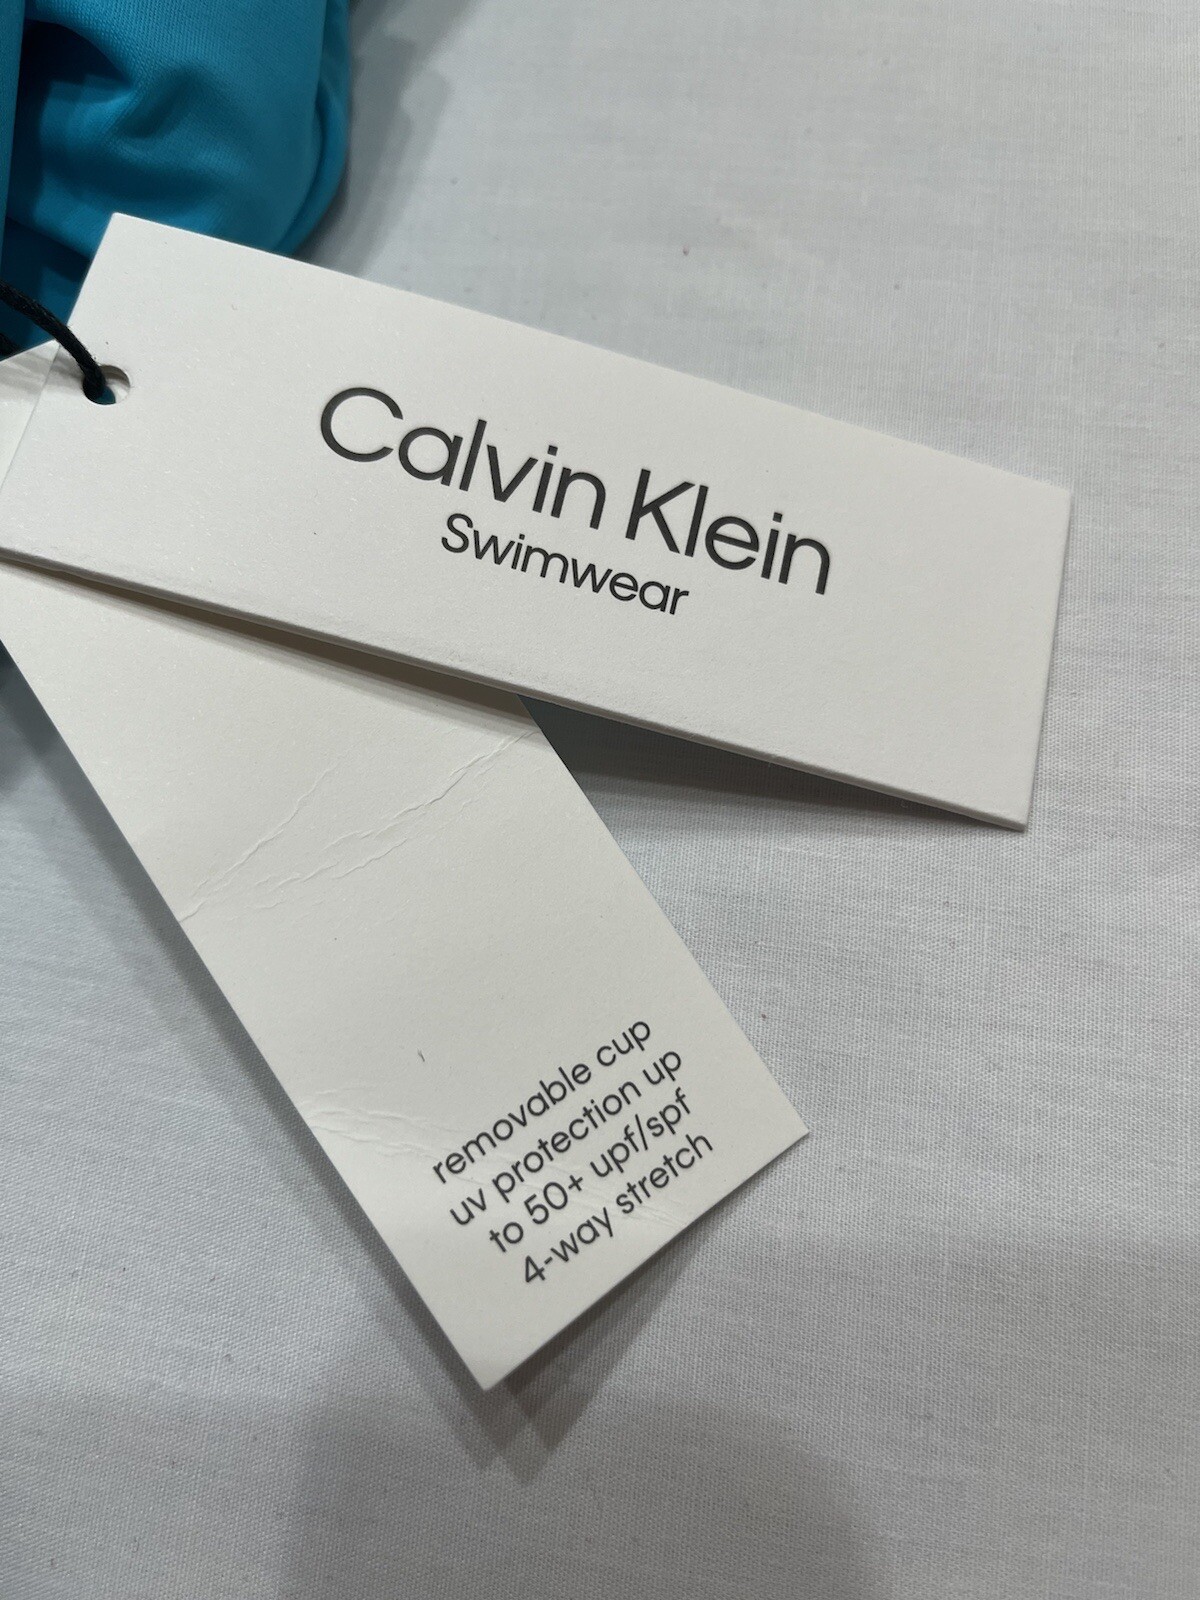 Calvin Klein
Swimwear
removable cup
uv protection up
to 50+ upf/spf
4-way stretch